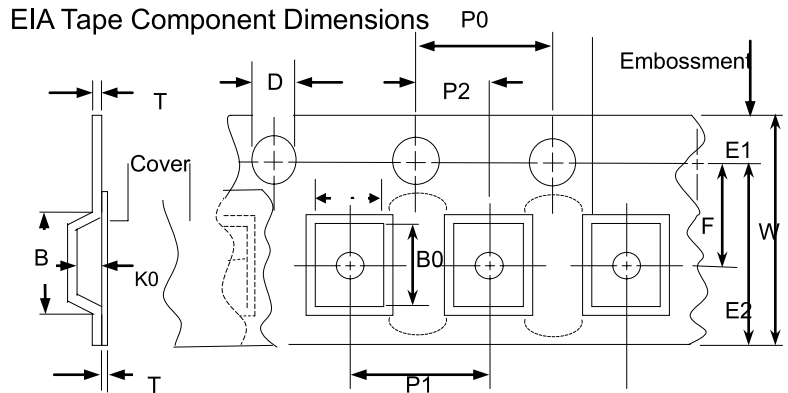 EIA Tape Component Dimensions
P0
Embossment
D
P2
T
E1
Cover
F
W
B
B0
K0
E2
P1
T